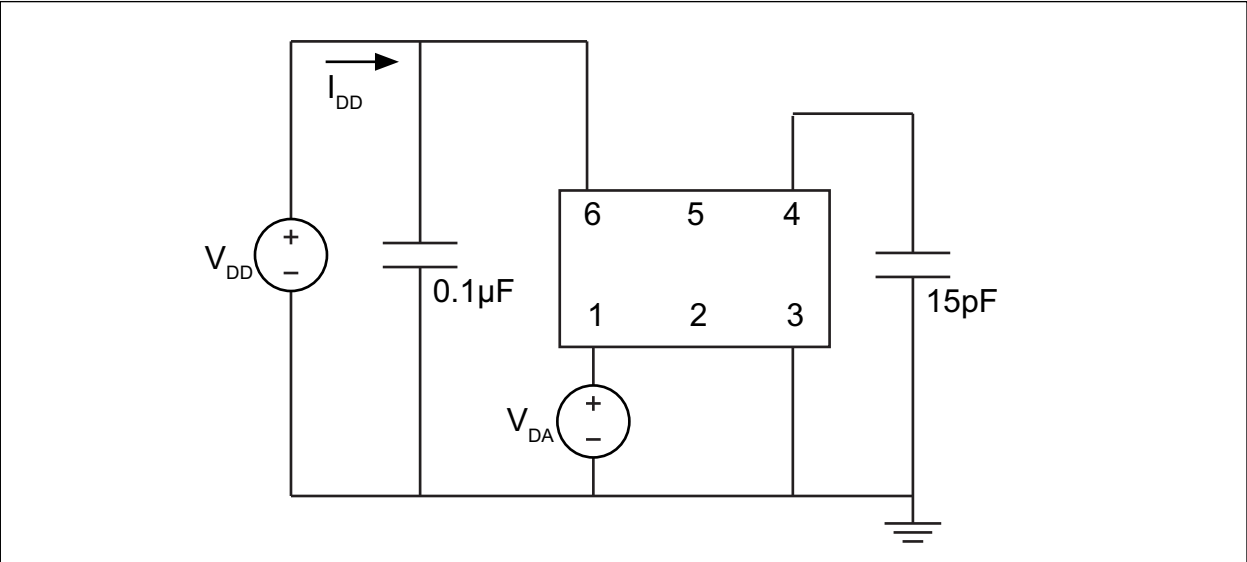 I_DD
6 5 4
+
V_DD
−
0.1µF
15pF
1 2 3
+
V_DA
−